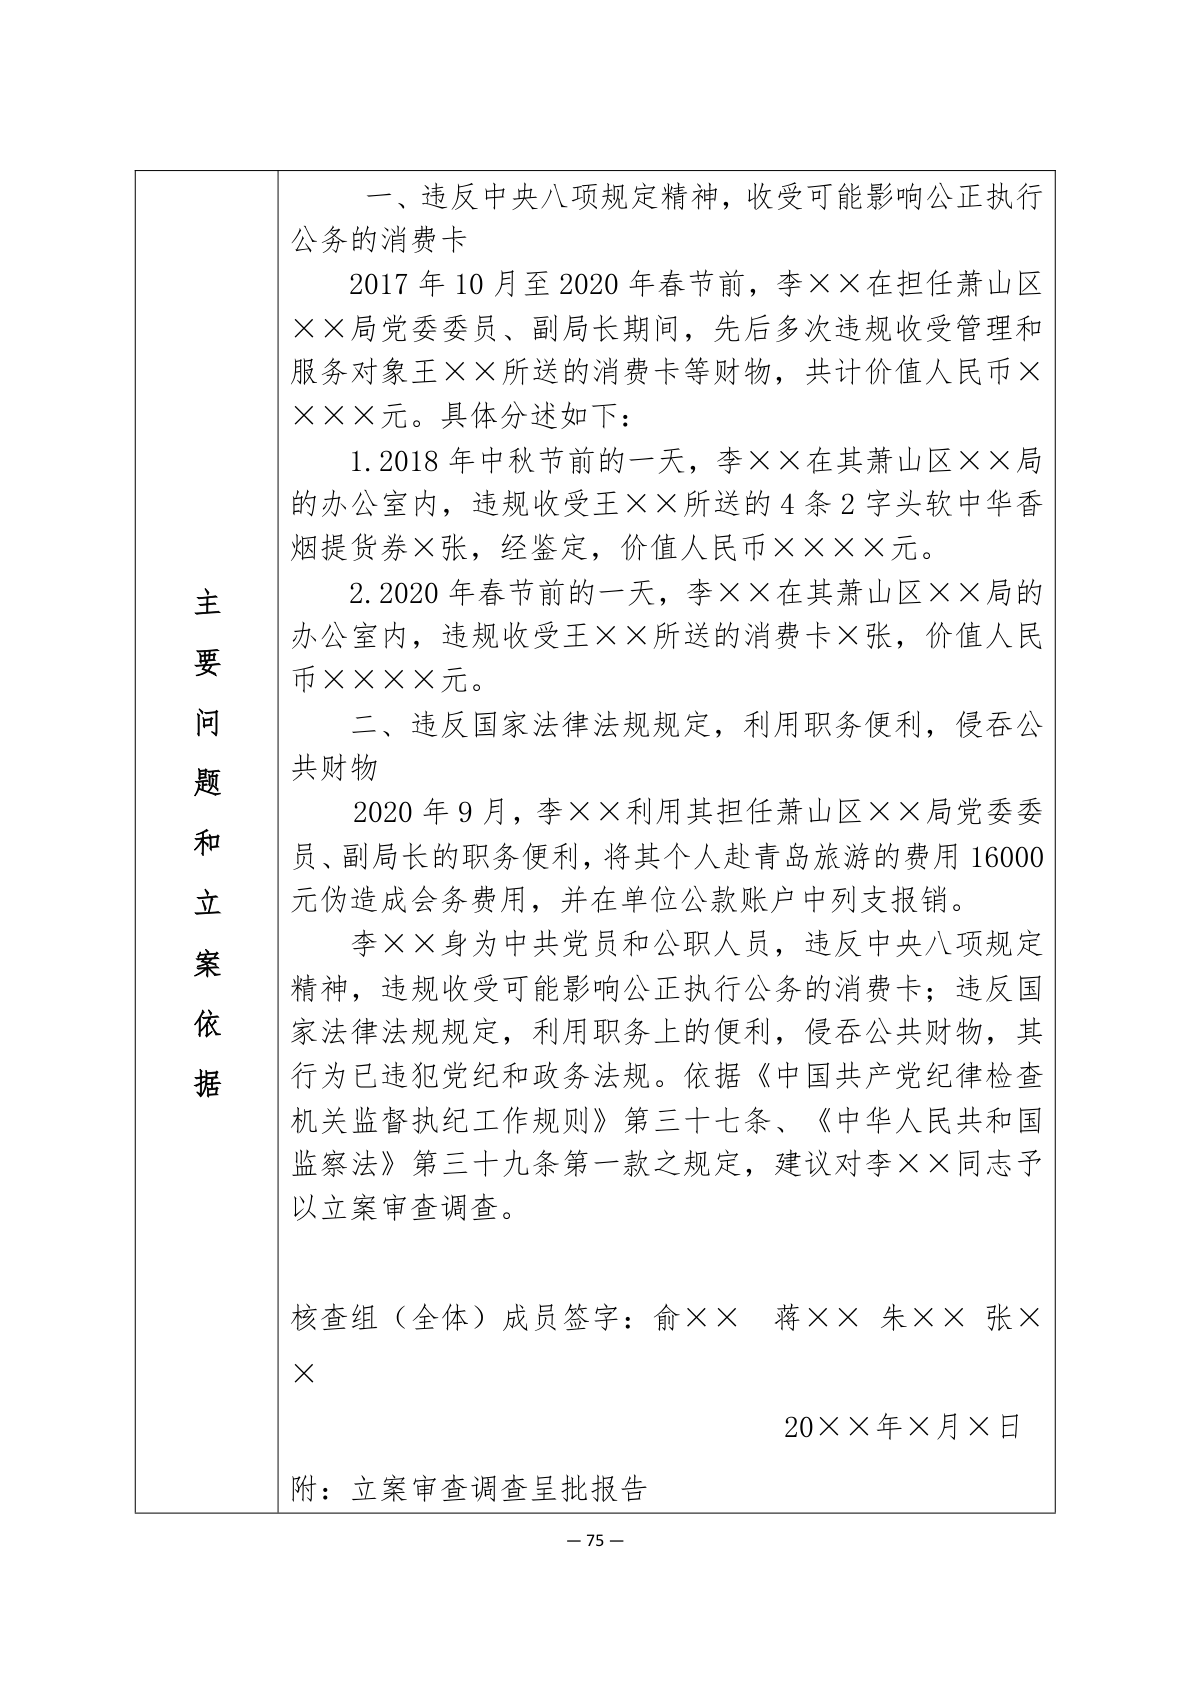 主
要
问
题
和
立
案
依
据
一、违反中央八项规定精神，收受可能影响公正执行
公务的消费卡
2017 年 10 月至 2020 年春节前，李××在担任萧山区
××局党委委员、副局长期间，先后多次违规收受管理和
服务对象王××所送的消费卡等财物，共计价值人民币×
×××元。具体分述如下：
1.2018 年中秋节前的一天，李××在其萧山区××局
的办公室内，违规收受王××所送的 4 条 2 字头软中华香
烟提货券×张，经鉴定，价值人民币××××元。
2.2020 年春节前的一天，李××在其萧山区××局的
办公室内，违规收受王××所送的消费卡×张，价值人民
币××××元。
二、违反国家法律法规规定，利用职务便利，侵吞公
共财物
2020 年 9 月，李××利用其担任萧山区××局党委委
员、副局长的职务便利，将其个人赴青岛旅游的费用 16000
元伪造成会务费用，并在单位公款账户中列支报销。
李××身为中共党员和公职人员，违反中央八项规定
精神，违规收受可能影响公正执行公务的消费卡；违反国
家法律法规规定，利用职务上的便利，侵吞公共财物，其
行为已违犯党纪和政务法规。依据《中国共产党纪律检查
机关监督执纪工作规则》第三十七条、《中华人民共和国
监察法》第三十九条第一款之规定，建议对李××同志予
以立案审查调查。
核查组（全体）成员签字：俞×× 蒋×× 朱×× 张×
×
20××年×月×日
附：立案审查调查呈批报告
— 75 —